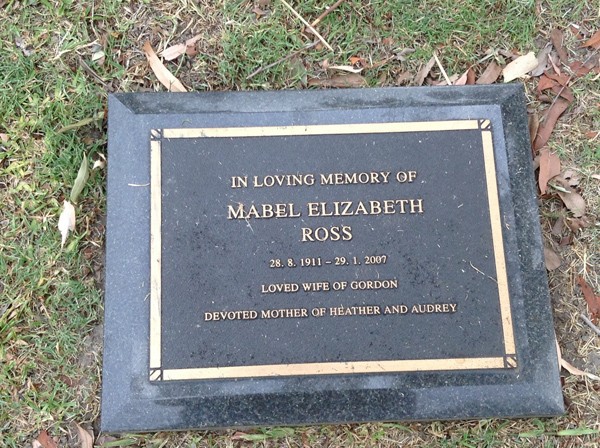 IN LOVING MEMORY OF
MABEL ELIZABETH
ROSS
28. 8. 1911 – 29. 1. 2007
LOVED WIFE OF GORDON
DEVOTED MOTHER OF HEATHER AND AUDREY